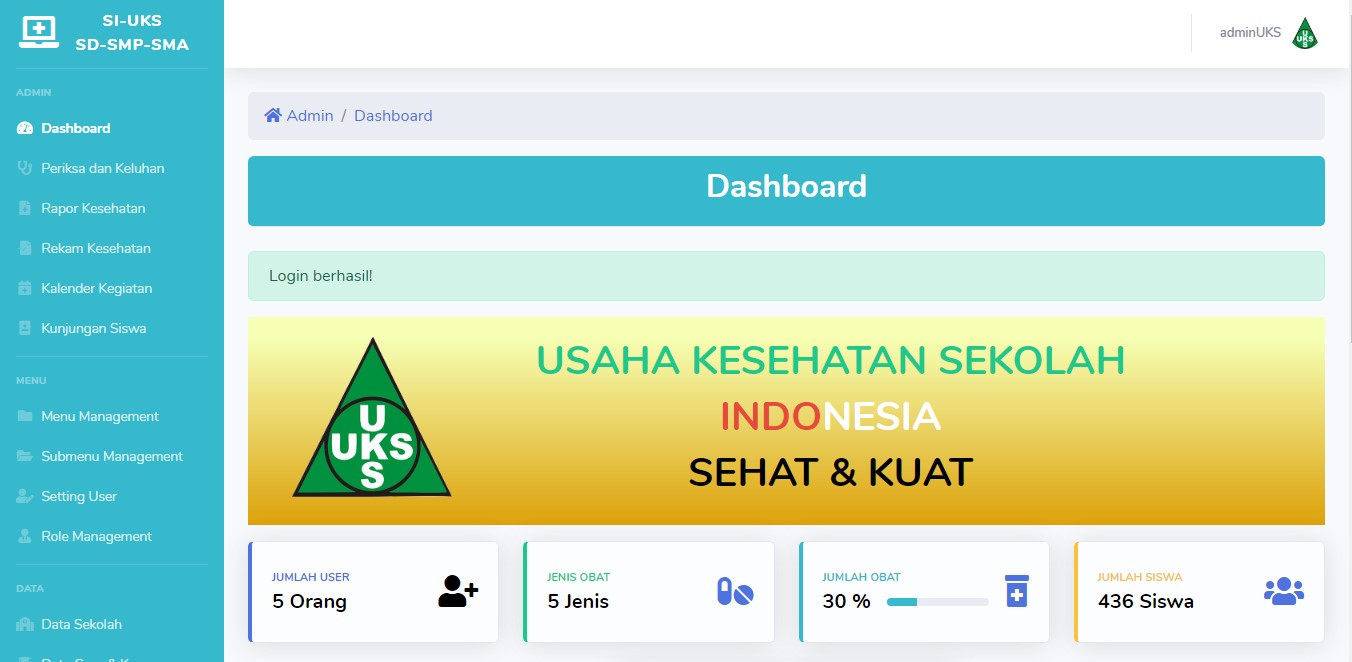 SI-UKS
SD-SMP-SMA
ADMIN
Dashboard
Periksa dan Keluhan
Rapor Kesehatan
Rekam Kesehatan
Kalender Kegiatan
Kunjungan Siswa
MENU
Menu Management
Submenu Management
Setting User
Role Management
DATA
Data Sekolah
adminUKS
U
UKS
S
Admin / Dashboard
Dashboard
Login berhasil!
U
UKS
S
USAHA KESEHATAN SEKOLAH
INDONESIA
SEHAT & KUAT
JUMLAH USER
5 Orang
JENIS OBAT
5 Jenis
JUMLAH OBAT
30 %
JUMLAH SISWA
436 Siswa